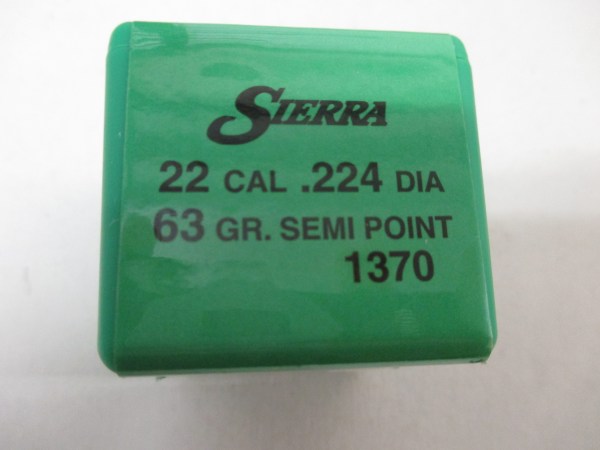 SIERRA
22 CAL .224 DIA
63 GR. SEMI POINT
1370